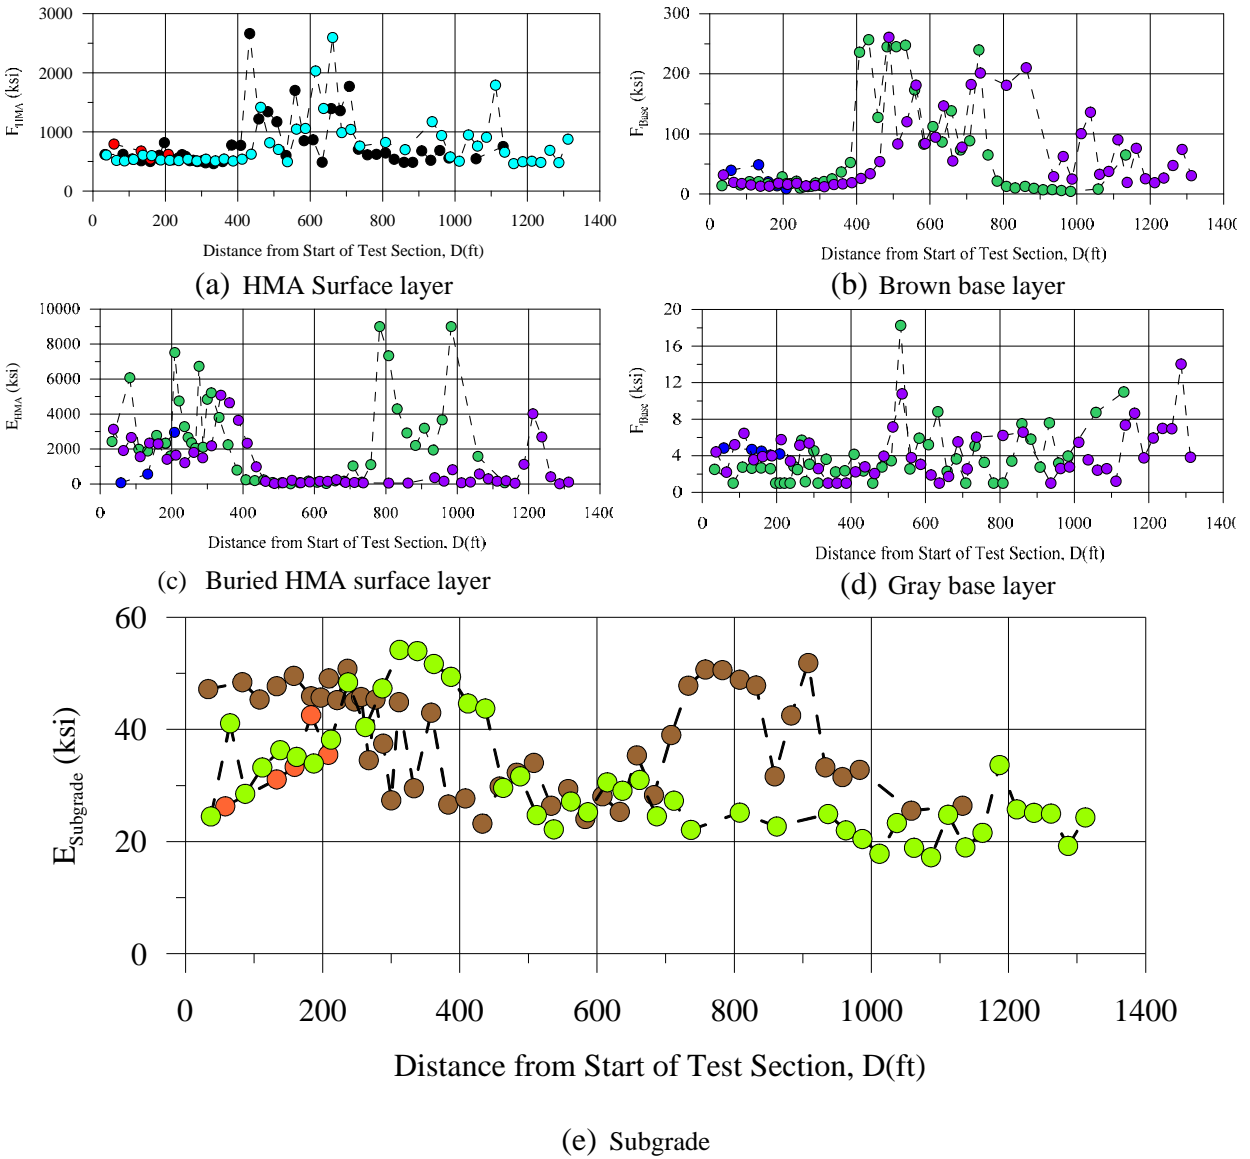 3000
2000
1000
0
E HMA (ksi)
0 200 400 600 800 1000 1200 1400
Distance from Start of Test Section, D(ft)
(a) HMA Surface layer
300
200
100
0
E Base (ksi)
0 200 400 600 800 1000 1200 1400
Distance from Start of Test Section, D(ft)
(b) Brown base layer
10000
8000
6000
4000
2000
0
E HMA (ksi)
0 200 400 600 800 1000 1200 1400
Distance from Start of Test Section, D(ft)
(c) Buried HMA surface layer
20
16
12
8
4
0
E Base (ksi)
0 200 400 600 800 1000 1200 1400
Distance from Start of Test Section, D(ft)
(d) Gray base layer
60
40
20
0
E Subgrade (ksi)
0 200 400 600 800 1000 1200 1400
Distance from Start of Test Section, D(ft)
(e) Subgrade